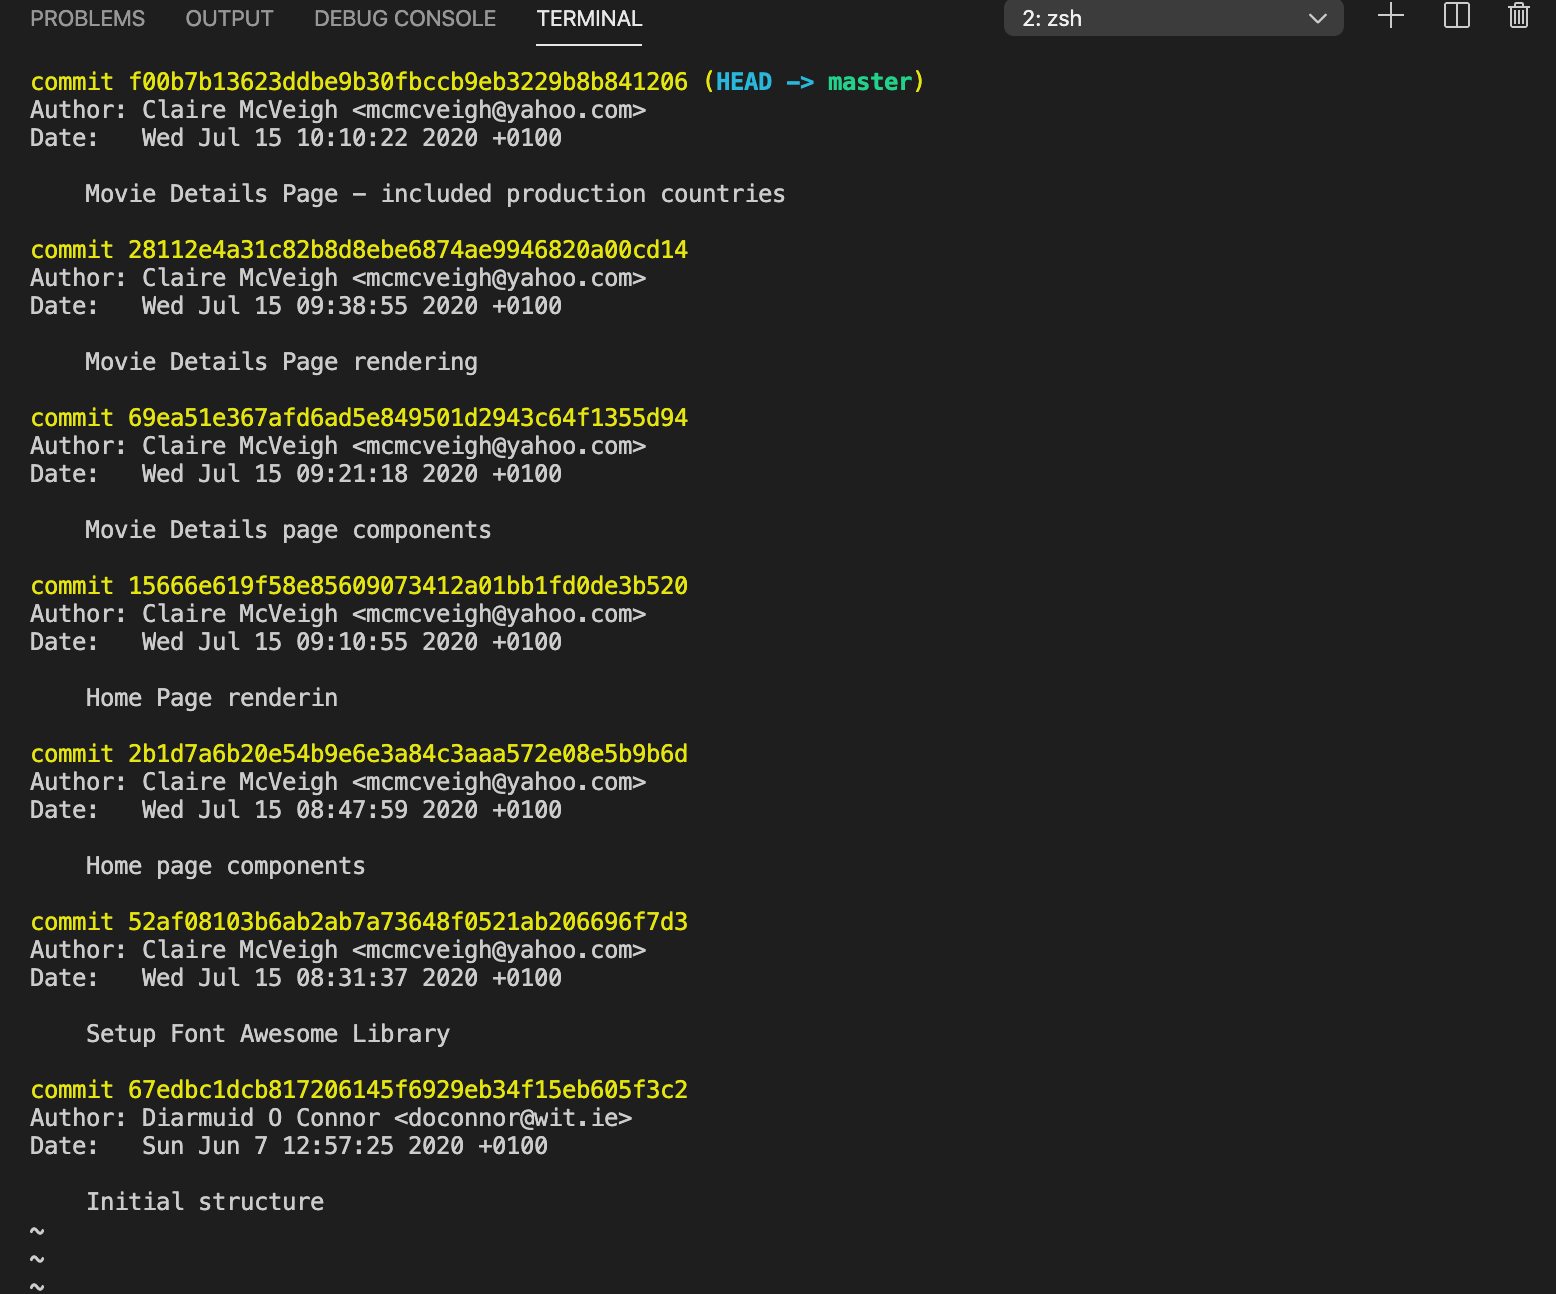 PROBLEMS OUTPUT DEBUG CONSOLE TERMINAL 2: zsh
commit f00b7b13623ddbe9b30fbccb9eb3229b8b841206 (HEAD -> master)
Author: Claire McVeigh <mcmcveigh@yahoo.com>
Date:   Wed Jul 15 10:10:22 2020 +0100
Movie Details Page – included production countries
commit 28112e4a31c82b8d8ebe6874ae9946820a00cd14
Author: Claire McVeigh <mcmcveigh@yahoo.com>
Date:   Wed Jul 15 09:38:55 2020 +0100
Movie Details Page rendering
commit 69ea51e367afd6ad5e849501d2943c64f1355d94
Author: Claire McVeigh <mcmcveigh@yahoo.com>
Date:   Wed Jul 15 09:21:18 2020 +0100
Movie Details page components
commit 15666e619f58e85609073412a01bb1fd0de3b520
Author: Claire McVeigh <mcmcveigh@yahoo.com>
Date:   Wed Jul 15 09:10:55 2020 +0100
Home Page renderin
commit 2b1d7a6b20e54b9e6e3a84c3aaa572e08e5b9b6d
Author: Claire McVeigh <mcmcveigh@yahoo.com>
Date:   Wed Jul 15 08:47:59 2020 +0100
Home page components
commit 52af08103b6ab2ab7a73648f0521ab206696f7d3
Author: Claire McVeigh <mcmcveigh@yahoo.com>
Date:   Wed Jul 15 08:31:37 2020 +0100
Setup Font Awesome Library
commit 67edbc1dcb817206145f6929eb34f15eb605f3c2
Author: Diarmuid O Connor <doconnor@wit.ie>
Date:   Sun Jun 7 12:57:25 2020 +0100
Initial structure
~
~
~